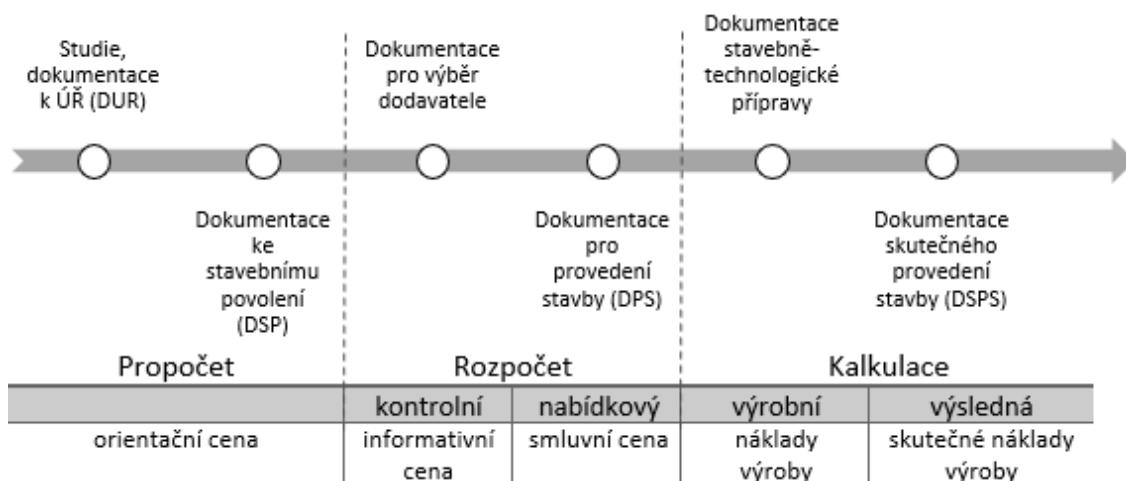 Studie,
dokumentace
k ÚŘ (DUR)
Dokumentace
pro výběr
dodavatele
Dokumentace
stavebně-
technologické
přípravy
Dokumentace
ke
stavebnímu
povolení
(DSP)
Dokumentace
pro
provedení
stavby (DPS)
Dokumentace
skutečného
provedení
stavby (DSPS)
Propočet
Rozpočet
Kalkulace
kontrolní
nabídkový
výrobní
výsledná
orientační cena
informativní
cena
smluvní cena
náklady
výroby
skutečné náklady
výroby